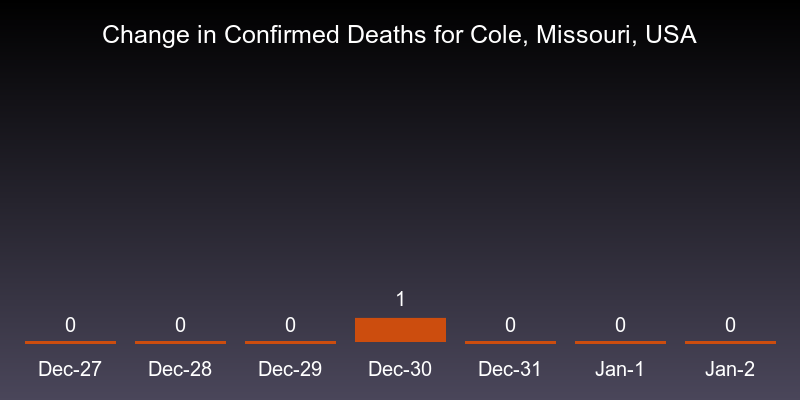 Change in Confirmed Deaths for Cole, Missouri, USA
1
0 0 0 0 0 0
Dec-27 Dec-28 Dec-29 Dec-30 Dec-31 Jan-1 Jan-2